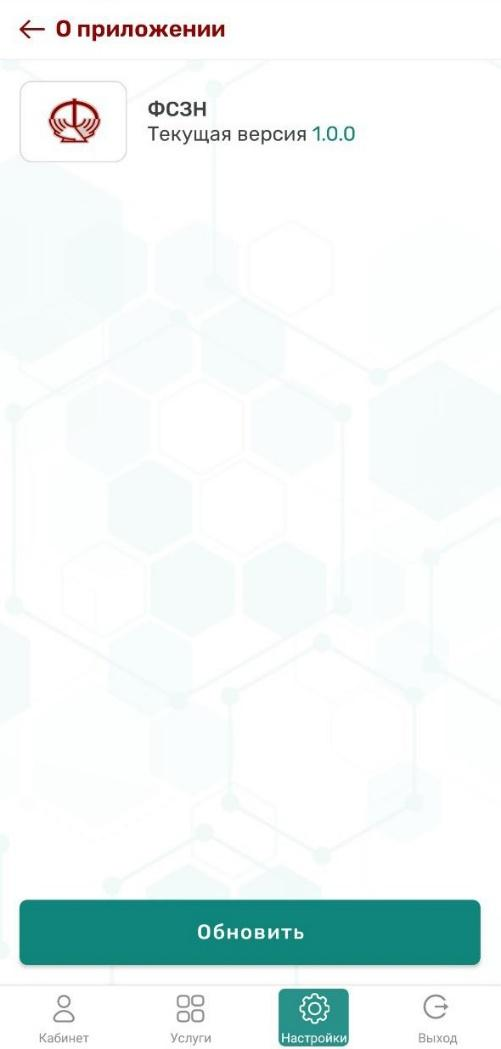 О приложении
ФСЗН
Текущая версия 1.0.0
Обновить
Кабинет
Услуги
Настройки
Выход